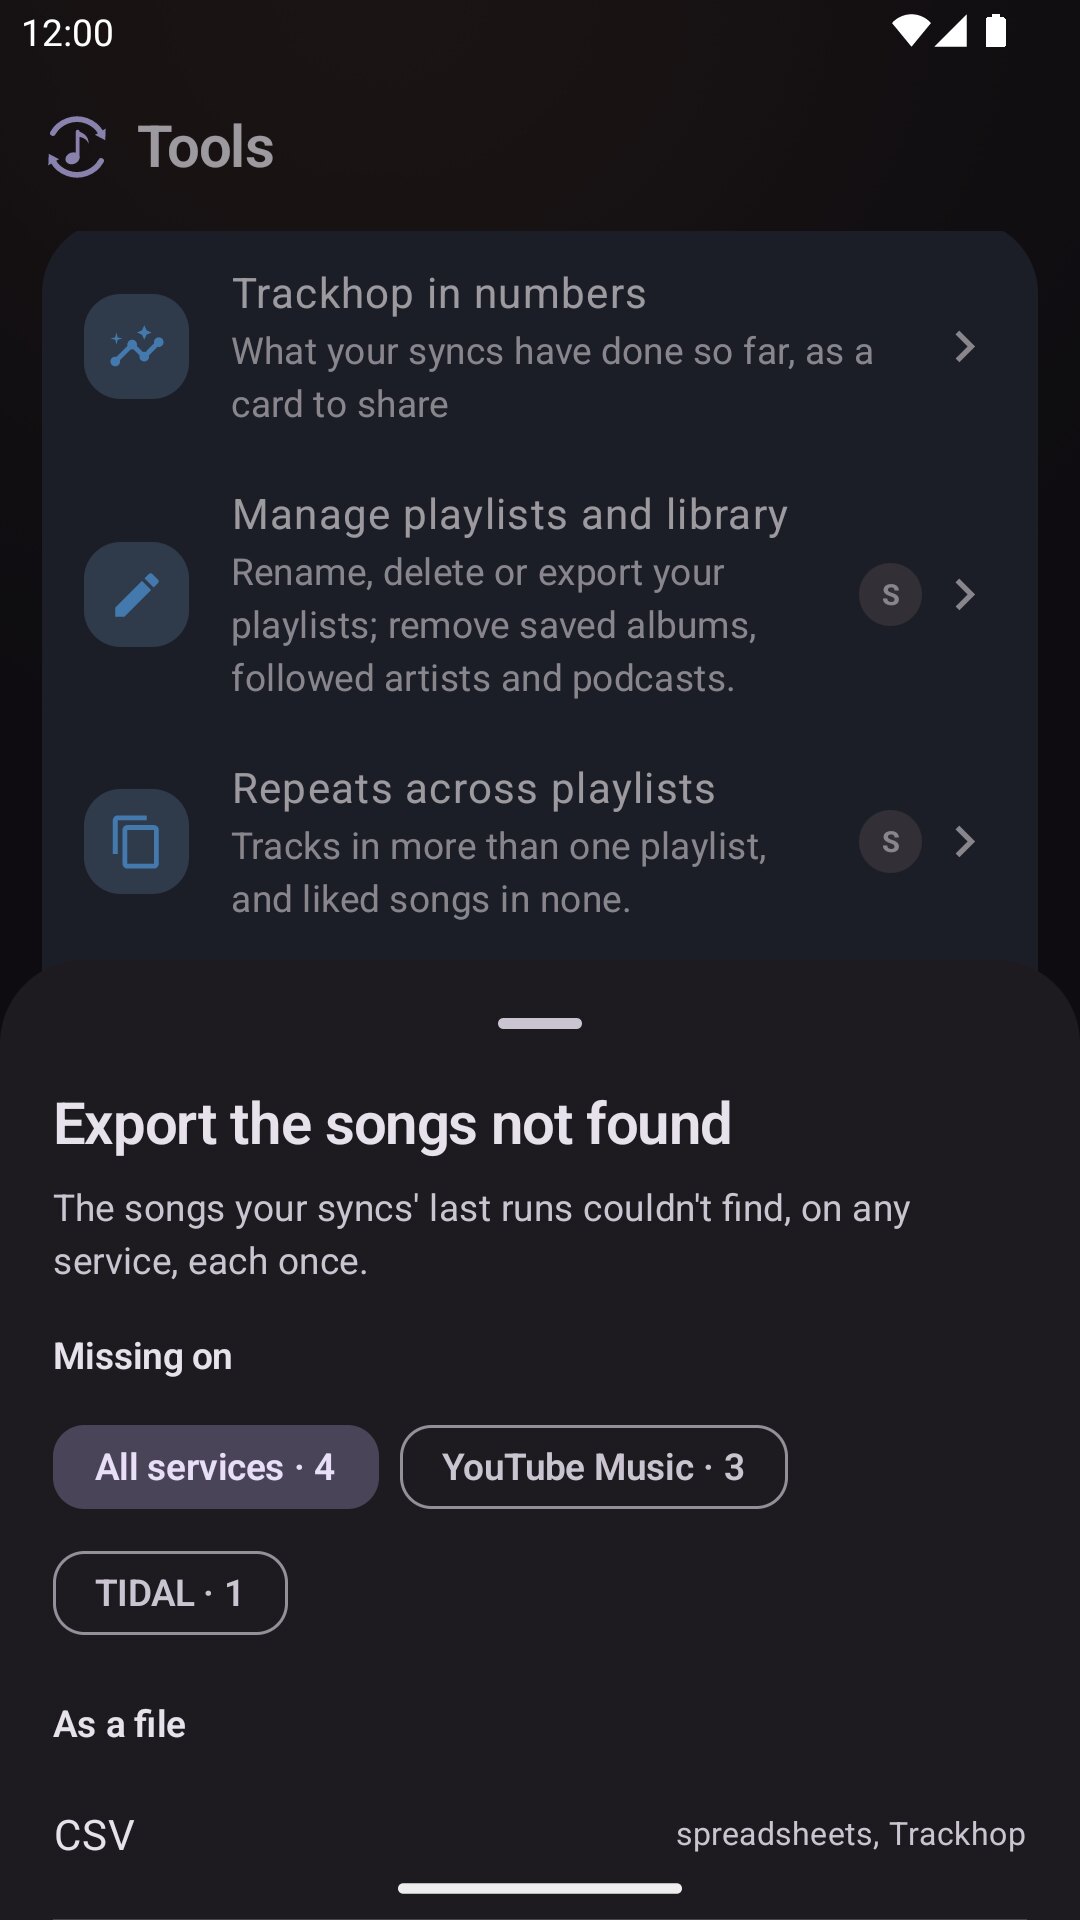 12:00
Tools
Trackhop in numbers
What your syncs have done so far, as a
card to share
Manage playlists and library
Rename, delete or export your
playlists; remove saved albums,
followed artists and podcasts.
S
Repeats across playlists
Tracks in more than one playlist,
and liked songs in none.
S
Export the songs not found
The songs your syncs' last runs couldn't find, on any
service, each once.
Missing on
All services · 4
YouTube Music · 3
TIDAL · 1
As a file
CSV
spreadsheets, Trackhop